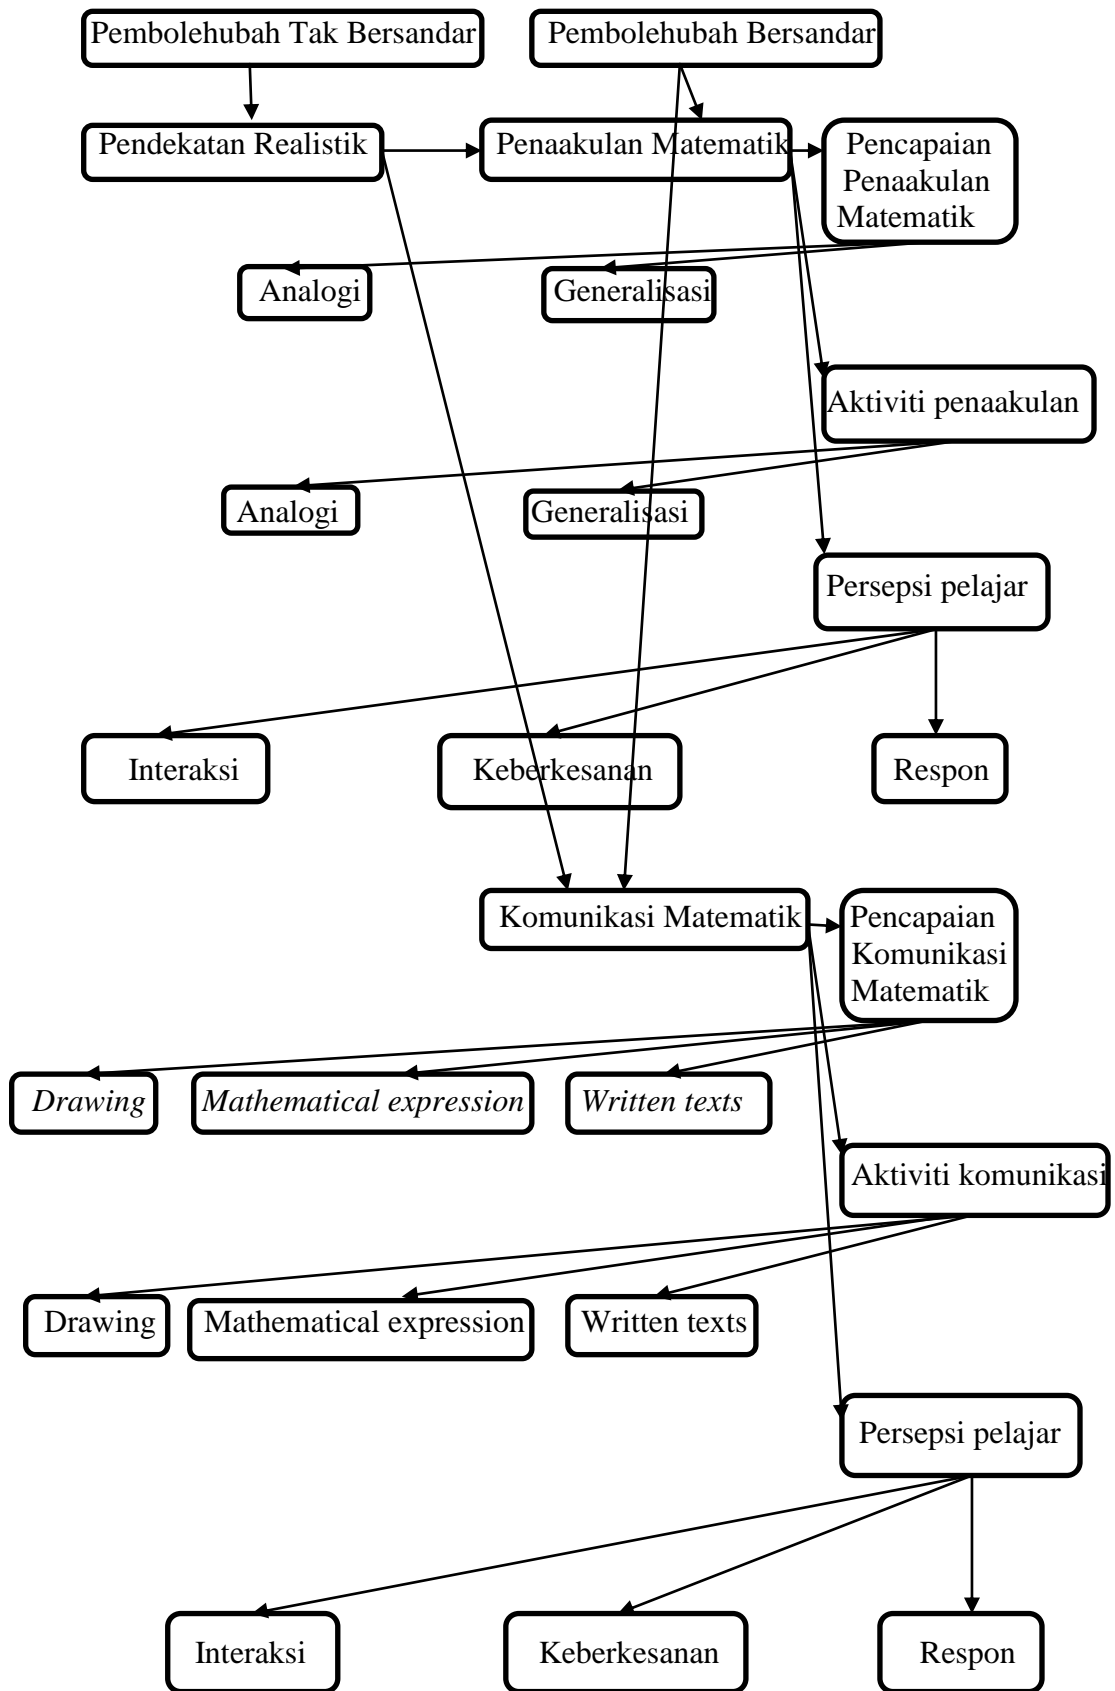 Pembolehubah Tak Bersandar
Pembolehubah Bersandar
Pendekatan Realistik
Penaakulan Matematik
Pencapaian
Penaakulan
Matematik
Analogi
Generalisasi
Aktiviti penaakulan
Analogi
Generalisasi
Persepsi pelajar
Interaksi
Keberkesanan
Respon
Komunikasi Matematik
Pencapaian
Komunikasi
Matematik
Drawing
Mathematical expression
Written texts
Aktiviti komunikasi
Drawing
Mathematical expression
Written texts
Persepsi pelajar
Interaksi
Keberkesanan
Respon